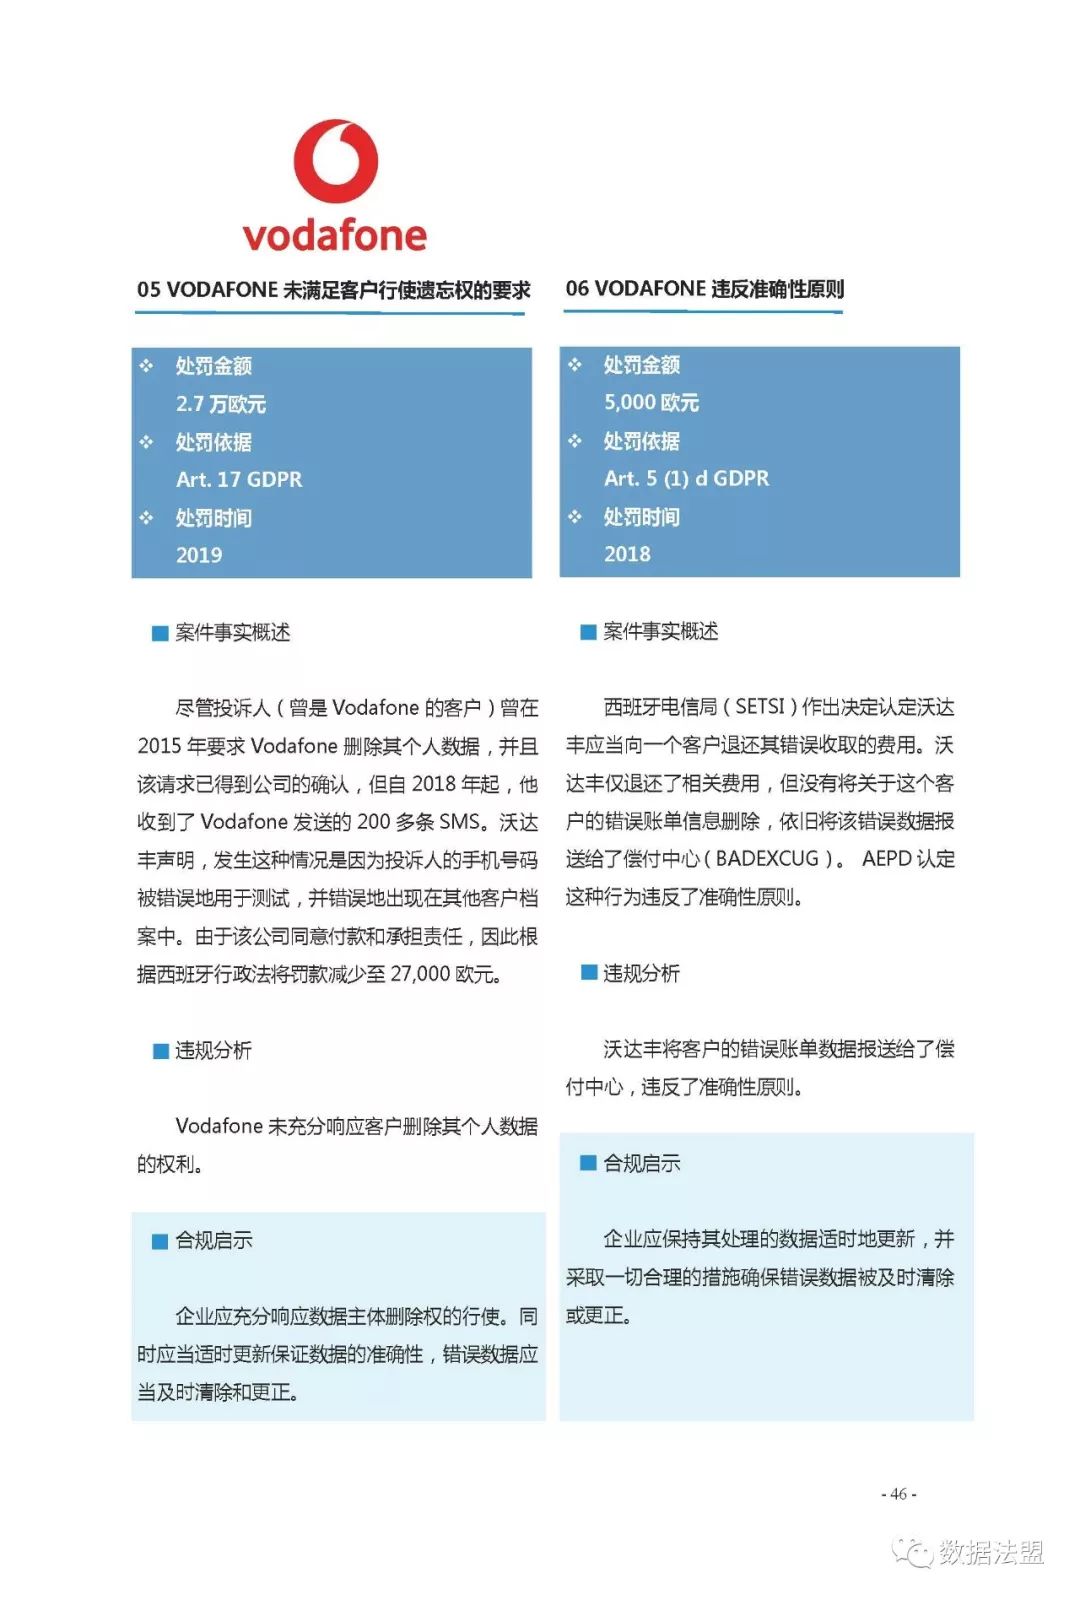 vodafone
05 VODAFONE 未满足客户行使遗忘权的要求
❖ 处罚金额
2.7 万欧元
❖ 处罚依据
Art. 17 GDPR
❖ 处罚时间
2019
■ 案件事实概述
尽管投诉人（曾是 Vodafone 的客户）曾在
2015 年要求 Vodafone 删除其个人数据，并且
该请求已得到公司的确认，但自 2018 年起，他
收到了 Vodafone 发送的 200 多条 SMS。沃达
丰声明，发生这种情况是因为投诉人的手机号码
被错误地用于测试，并错误地出现在其他客户档
案中。由于该公司同意付款和承担责任，因此根
据西班牙行政法将罚款减少至 27,000 欧元。
■ 违规分析
Vodafone 未充分响应客户删除其个人数据
的权利。
■ 合规启示
企业应充分响应数据主体删除权的行使。同
时应当适时更新保证数据的准确性，错误数据应
当及时清除和更正。
06 VODAFONE 违反准确性原则
❖ 处罚金额
5,000 欧元
❖ 处罚依据
Art. 5 (1) d GDPR
❖ 处罚时间
2018
■ 案件事实概述
西班牙电信局（SETSI）作出决定认定沃达
丰应当向一个客户退还其错误收取的费用。沃
达丰仅退还了相关费用，但没有将关于这个客
户的错误账单信息删除，依旧将该错误数据报
送给了偿付中心（BADEXCUG）。 AEPD 认定
这种行为违反了准确性原则。
■ 违规分析
沃达丰将客户的错误账单数据报送给了偿
付中心，违反了准确性原则。
■ 合规启示
企业应保持其处理的数据适时地更新，并
采取一切合理的措施确保错误数据被及时清除
或更正。
- 46 -
数据法盟